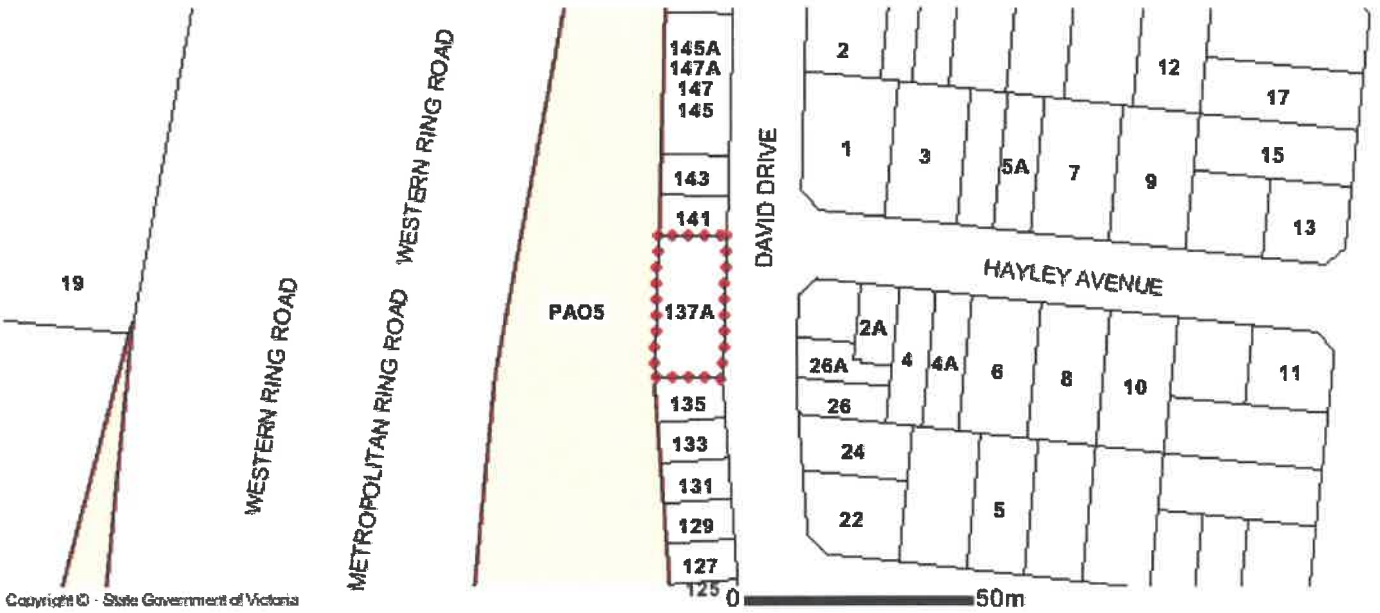 145A
147A
147
145
143
141
137A
135
133
131
129
127
125
PAO5
19
WESTERN RING ROAD
WESTERN RING ROAD
METROPOLITAN RING ROAD
DAVID DRIVE
HAYLEY AVENUE
2
12
17
15
13
1
3
5A
7
9
2A
26A
26
24
22
4
4A
6
8
10
11
5
0
50m
Copyright © - State Government of Victoria